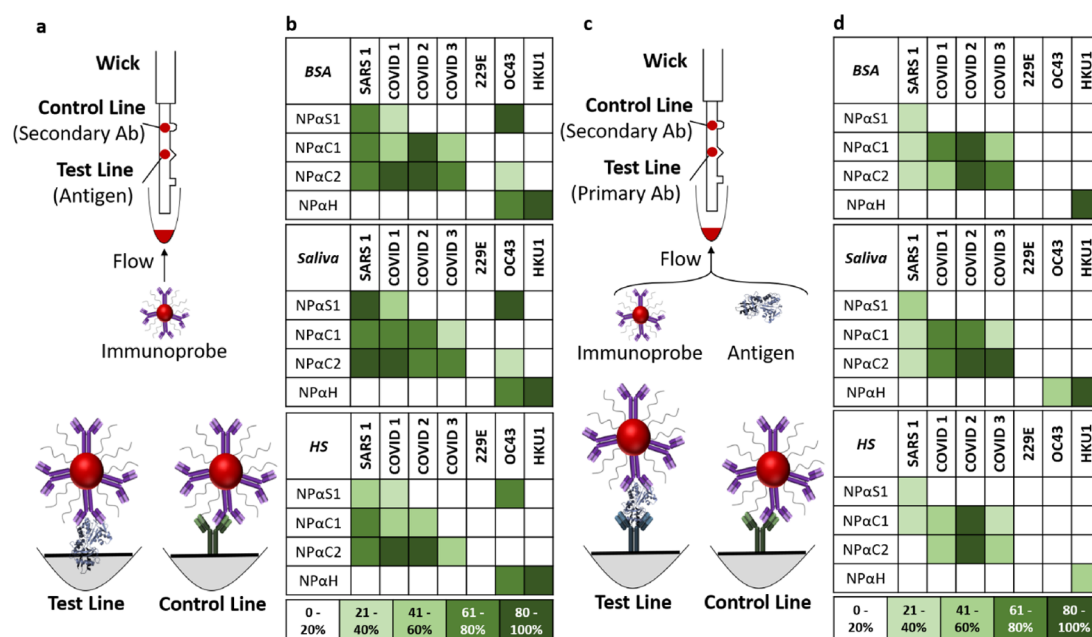 a
Wick
Control Line
(Secondary Ab)
Test Line
(Antigen)
Flow
Immunoprobe
Test Line
Control Line
b
BSA SARS 1 COVID 1 COVID 2 COVID 3 229E OC43 HKU1
NPαS1
NPαC1
NPαC2
NPαH
Saliva SARS 1 COVID 1 COVID 2 COVID 3 229E OC43 HKU1
NPαS1
NPαC1
NPαC2
NPαH
HS SARS 1 COVID 1 COVID 2 COVID 3 229E OC43 HKU1
NPαS1
NPαC1
NPαC2
NPαH
0 - 21 - 41 - 61 - 80 -
20% 40% 60% 80% 100%
c
Wick
Control Line
(Secondary Ab)
Test Line
(Primary Ab)
Flow
Immunoprobe Antigen
Test Line
Control Line
d
BSA SARS 1 COVID 1 COVID 2 COVID 3 229E OC43 HKU1
NPαS1
NPαC1
NPαC2
NPαH
Saliva SARS 1 COVID 1 COVID 2 COVID 3 229E OC43 HKU1
NPαS1
NPαC1
NPαC2
NPαH
HS SARS 1 COVID 1 COVID 2 COVID 3 229E OC43 HKU1
NPαS1
NPαC1
NPαC2
NPαH
0 - 21 - 41 - 61 - 80 -
20% 40% 60% 80% 100%